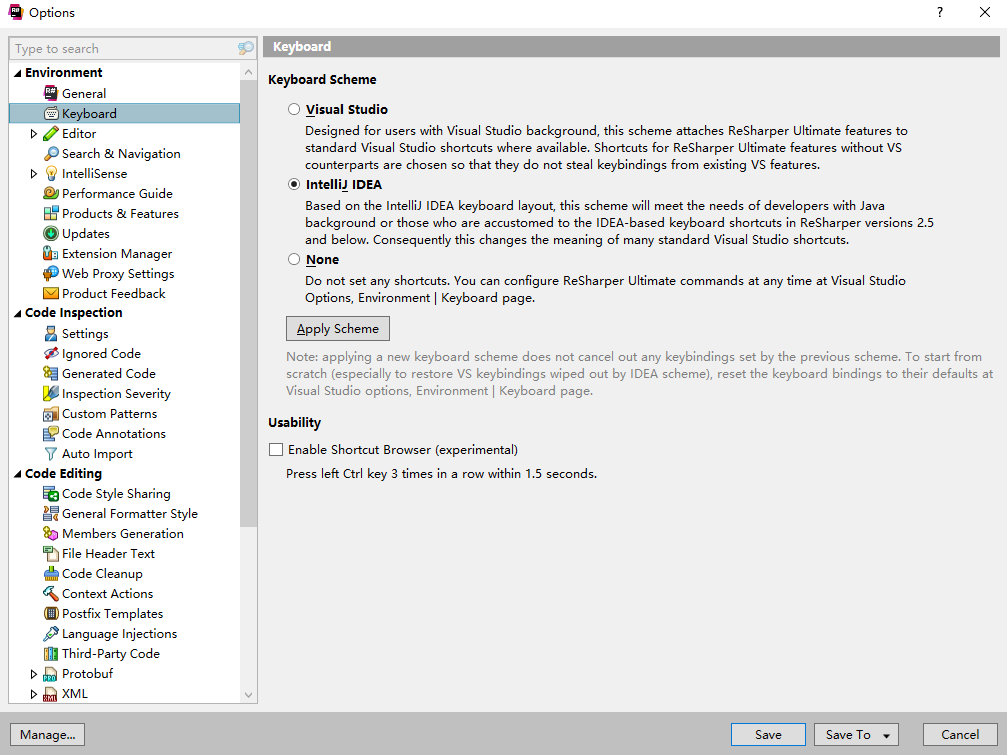 Options
?
Type to search
Environment
General
Keyboard
Editor
Search & Navigation
IntelliSense
Performance Guide
Products & Features
Updates
Extension Manager
Web Proxy Settings
Product Feedback
Code Inspection
Settings
Ignored Code
Generated Code
Inspection Severity
Custom Patterns
Code Annotations
Auto Import
Code Editing
Code Style Sharing
General Formatter Style
Members Generation
File Header Text
Code Cleanup
Context Actions
Postfix Templates
Language Injections
Third-Party Code
Protobuf
XML
Keyboard
Keyboard Scheme
Visual Studio
Designed for users with Visual Studio background, this scheme attaches ReSharper Ultimate features to
standard Visual Studio shortcuts where available. Shortcuts for ReSharper Ultimate features without VS
counterparts are chosen so that they do not steal keybindings from existing VS features.
IntelliJ IDEA
Based on the IntelliJ IDEA keyboard layout, this scheme will meet the needs of developers with Java
background or those who are accustomed to the IDEA-based keyboard shortcuts in ReSharper versions 2.5
and below. Consequently this changes the meaning of many standard Visual Studio shortcuts.
None
Do not set any shortcuts. You can configure ReSharper Ultimate commands at any time at Visual Studio
Options, Environment | Keyboard page.
Apply Scheme
Note: applying a new keyboard scheme does not cancel out any keybindings set by the previous scheme. To start from
scratch (especially to restore VS keybindings wiped out by IDEA scheme), reset the keyboard bindings to their defaults at
Visual Studio options, Environment | Keyboard page.
Usability
Enable Shortcut Browser (experimental)
Press left Ctrl key 3 times in a row within 1.5 seconds.
Manage...
Save
Save To
Cancel